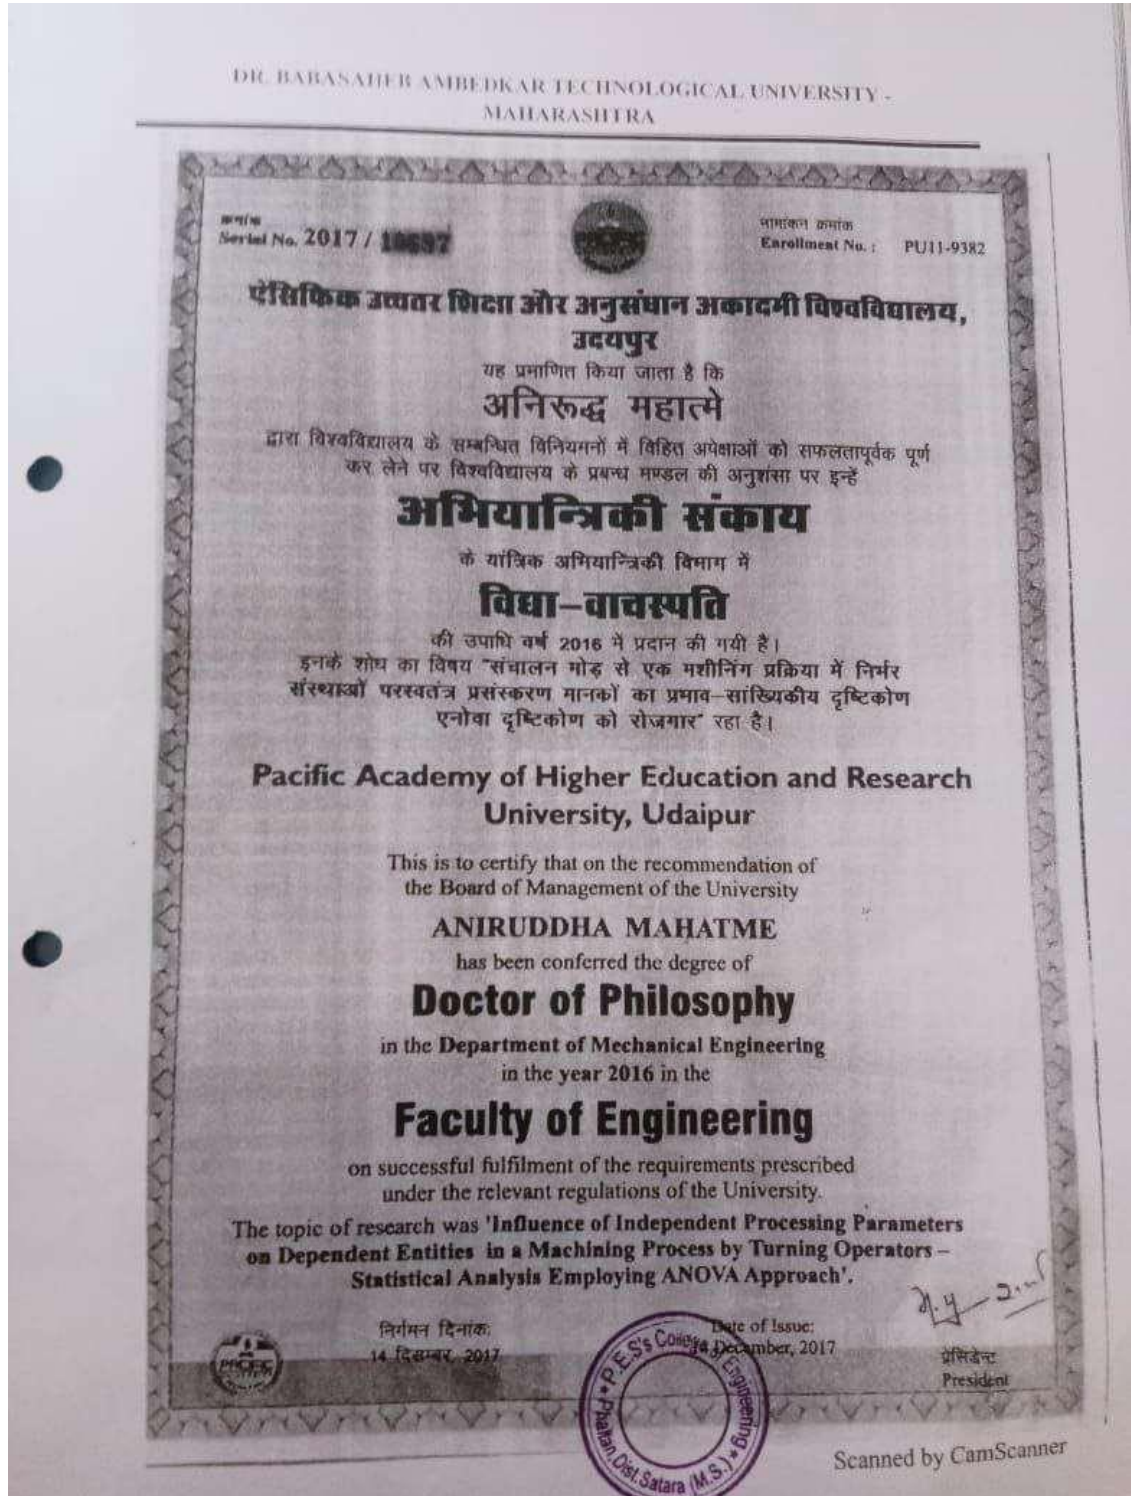 DR. BABASAHEB AMBEDKAR TECHNOLOGICAL UNIVERSITY -
MAHARASHTRA
क्रमांक
Serial No. 2017 /
नामांकन क्रमांक
Enrollment No. : PU11-9382
पेसिफिक उच्चतर शिक्षा और अनुसंधान अकादमी विश्वविद्यालय,
उदयपुर
यह प्रमाणित किया जाता है कि
अनिरूद्ध महात्मे
द्वारा विश्वविद्यालय के सम्बन्धित विनियमनों में विहित अपेक्षाओं को सफलतापूर्वक पूर्ण
कर लेने पर विश्वविद्यालय के प्रबन्ध मण्डल की अनुशंसा पर इन्हें
अभियान्त्रिकी संकाय
के यांत्रिक अभियान्त्रिकी विभाग में
विद्या–वाचस्पति
की उपाधि वर्ष 2016 में प्रदान की गयी है।
इनके शोध का विषय "संचालन मोड़ से एक मशीनिंग प्रक्रिया में निर्भर
संस्थाओं परस्वतंत्र प्रसंस्करण मानकों का प्रभाव–सांख्यिकीय दृष्टिकोण
एनोवा दृष्टिकोण को रोजगार" रहा है।
Pacific Academy of Higher Education and Research
University, Udaipur
This is to certify that on the recommendation of
the Board of Management of the University
ANIRUDDHA MAHATME
has been conferred the degree of
Doctor of Philosophy
in the Department of Mechanical Engineering
in the year 2016 in the
Faculty of Engineering
on successful fulfilment of the requirements prescribed
under the relevant regulations of the University.
The topic of research was 'Influence of Independent Processing Parameters
on Dependent Entities in a Machining Process by Turning Operators –
Statistical Analysis Employing ANOVA Approach'.
निर्गमन दिनांक:
14 दिसम्बर, 2017
Date of Issue:
14 December, 2017
प्रेसिडेन्ट
President
PACIFIC
P.E.S's College of Engineering
Phaltan, Dist. Satara (M.S.)
Scanned by CamScanner